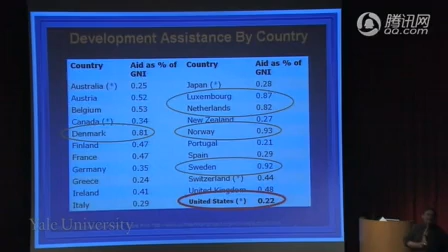 腾讯网
QQ.com
Development Assistance By Country
Country Aid as % of GNI Country Aid as % of GNI
Australia (*) 0.25 Japan (*) 0.28
Austria 0.52 Luxembourg 0.87
Belgium 0.53 Netherlands 0.82
Canada (*) 0.34 New Zealand 0.27
Denmark 0.81 Norway 0.93
Finland 0.47 Portugal 0.21
France 0.47 Spain 0.29
Germany 0.35 Sweden 0.92
Greece 0.24 Switzerland (*) 0.44
Ireland 0.41 United Kingdom 0.48
Italy 0.29 United States (*) 0.22
Yale University